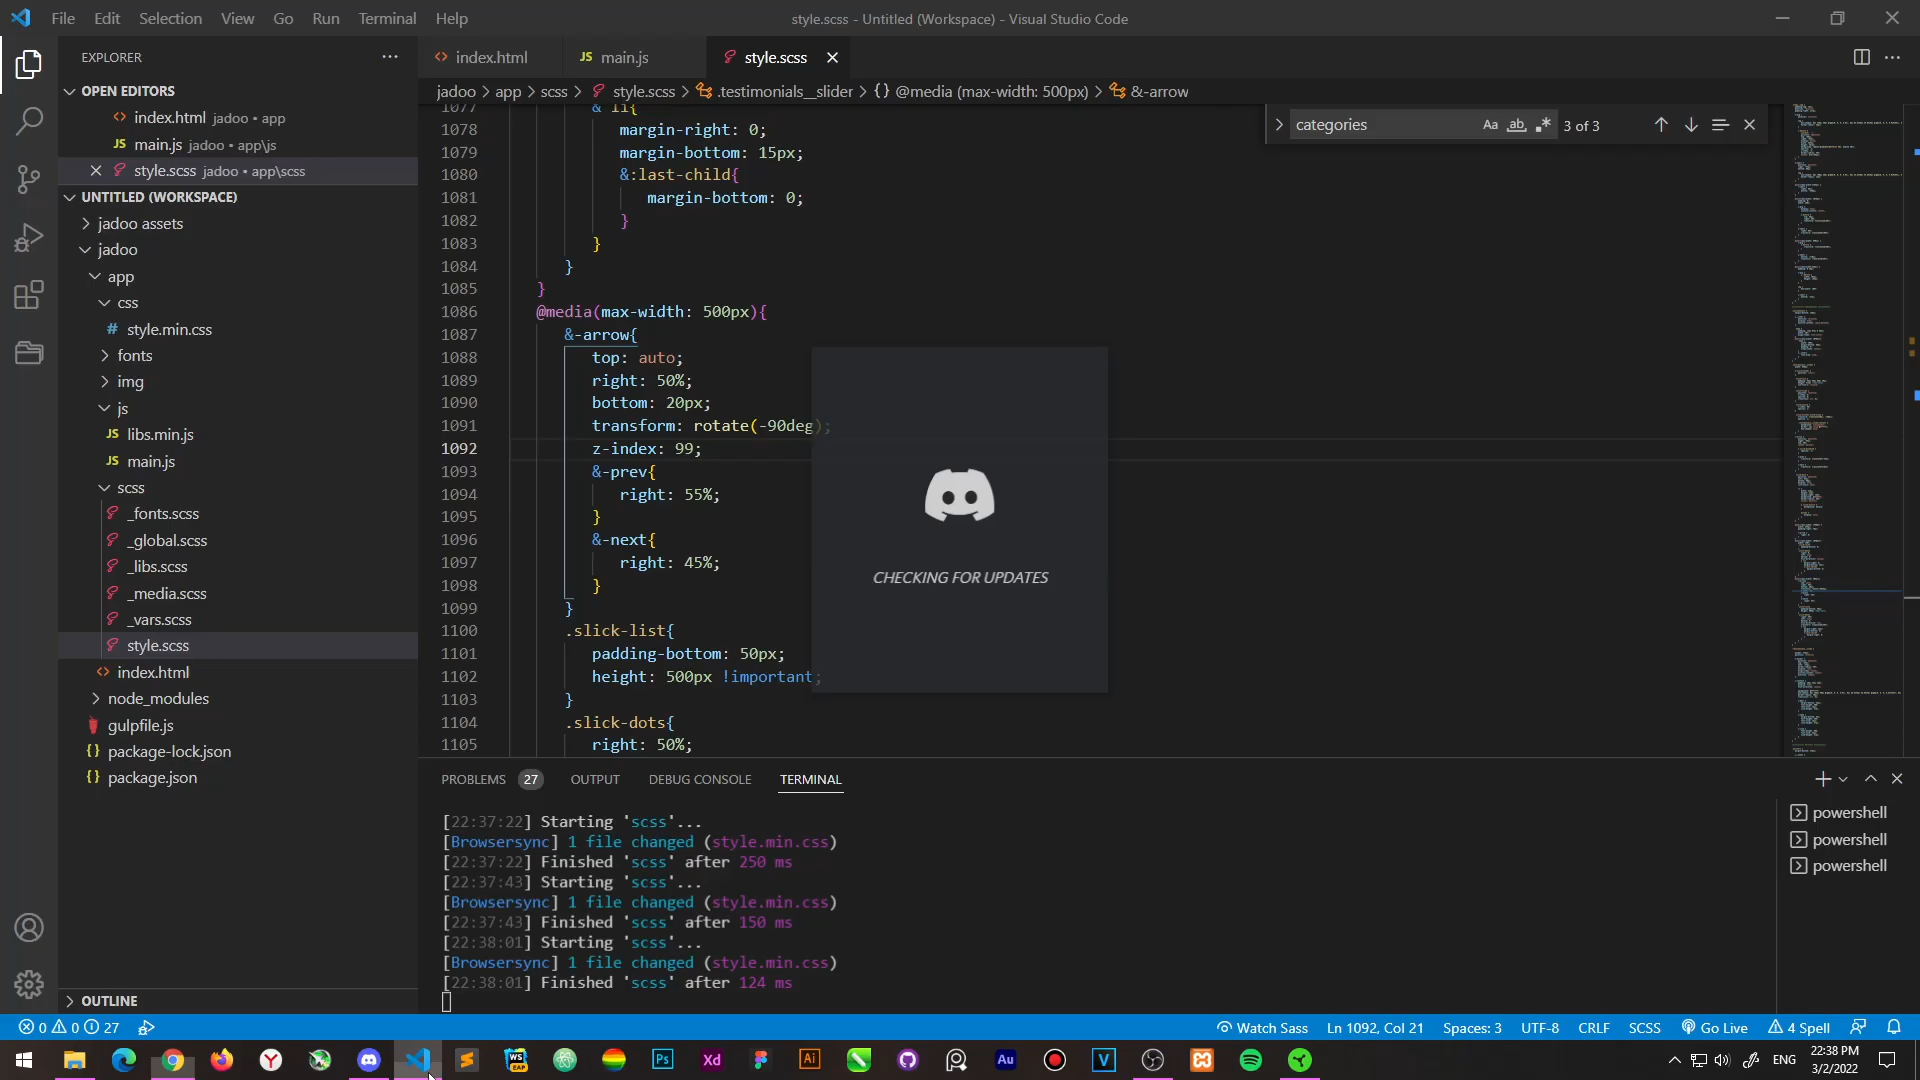 File Edit Selection View Go Run Terminal Help
style.scss - Untitled (Workspace) - Visual Studio Code
EXPLORER
OPEN EDITORS
index.html jadoo • app
main.js jadoo • app\js
style.scss jadoo • app\scss
UNTITLED (WORKSPACE)
jadoo assets
jadoo
app
css
style.min.css
fonts
img
js
libs.min.js
main.js
scss
_fonts.scss
_global.scss
_libs.scss
_media.scss
_vars.scss
style.scss
index.html
node_modules
gulpfile.js
package-lock.json
package.json
OUTLINE
index.html
JS main.js
style.scss
jadoo > app > scss > style.scss > .testimonials__slider > {} @media (max-width: 500px) > &-arrow
categories
Aa ab 3 of 3
1077 & li{
1078 margin-right: 0;
1079 margin-bottom: 15px;
1080 &:last-child{
1081 margin-bottom: 0;
1082 }
1083 }
1084 }
1085 }
1086 @media(max-width: 500px){
1087 &-arrow{
1088 top: auto;
1089 right: 50%;
1090 bottom: 20px;
1091 transform: rotate(-90deg);
1092 z-index: 99;
1093 &-prev{
1094 right: 55%;
1095 }
1096 &-next{
1097 right: 45%;
1098 }
1099 }
1100 .slick-list{
1101 padding-bottom: 50px;
1102 height: 500px !important;
1103 }
1104 .slick-dots{
1105 right: 50%;
CHECKING FOR UPDATES
PROBLEMS 27 OUTPUT DEBUG CONSOLE TERMINAL
[22:37:22] Starting 'scss'...
[Browsersync] 1 file changed (style.min.css)
[22:37:22] Finished 'scss' after 250 ms
[22:37:43] Starting 'scss'...
[Browsersync] 1 file changed (style.min.css)
[22:37:43] Finished 'scss' after 150 ms
[22:38:01] Starting 'scss'...
[Browsersync] 1 file changed (style.min.css)
[22:38:01] Finished 'scss' after 124 ms
powershell
powershell
powershell
0 0 27
Watch Sass Ln 1092, Col 21 Spaces: 3 UTF-8 CRLF SCSS Go Live 4 Spell
WS EAP Ps Xd Ai Au V
ENG
22:38 PM
3/2/2022